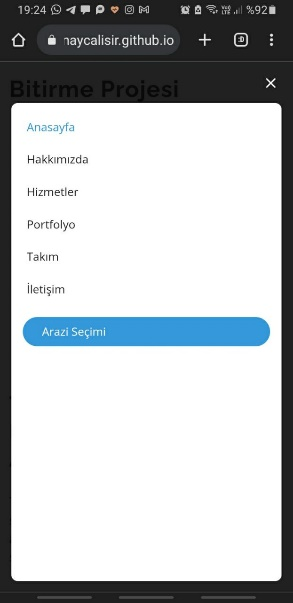 19:24 %92
naycalisir.github.io
:D
Bitirme Projesi
Anasayfa
Hakkımızda
Hizmetler
Portfolyo
Takım
İletişim
Arazi Seçimi